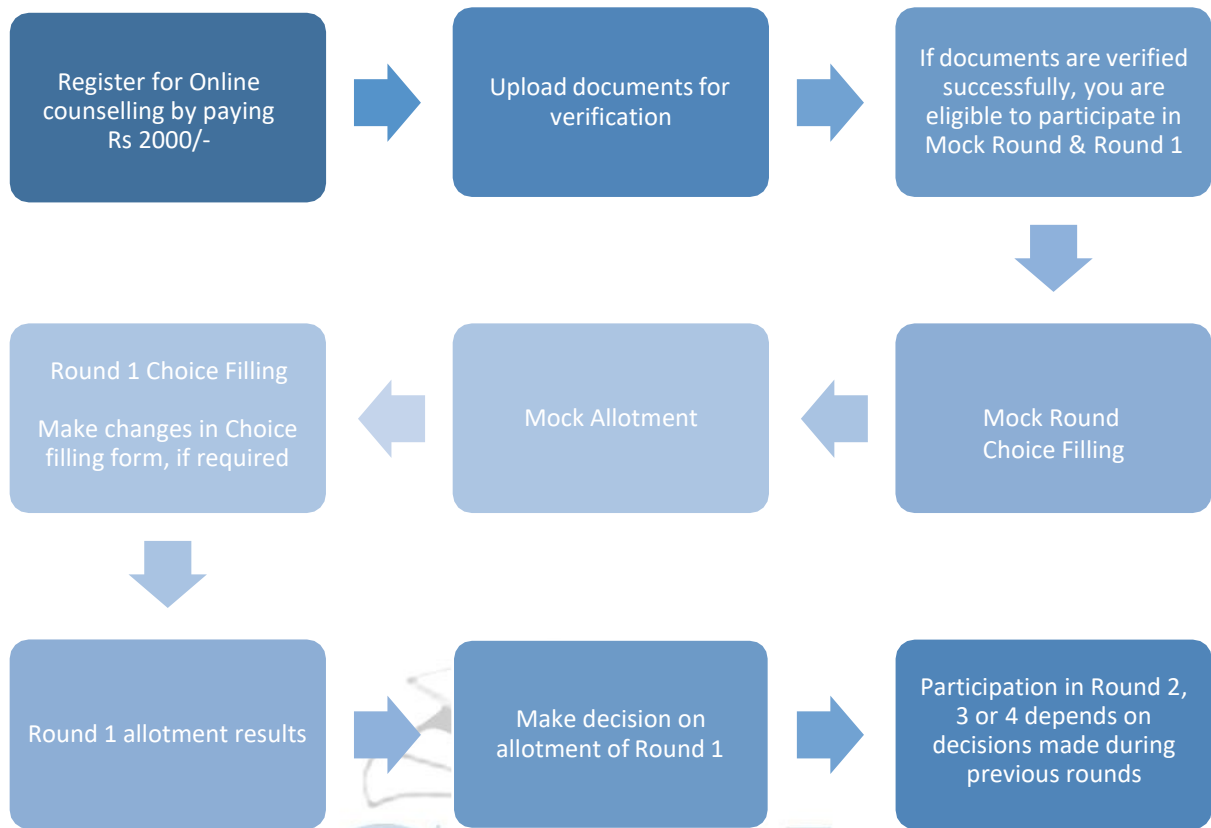 Register for Online
counselling by paying
Rs 2000/-
Upload documents for
verification
If documents are verified
successfully, you are
eligible to participate in
Mock Round & Round 1
Mock Round
Choice Filling
Mock Allotment
Round 1 Choice Filling
Make changes in Choice
filling form, if required
Round 1 allotment results
Make decision on
allotment of Round 1
Participation in Round 2,
3 or 4 depends on
decisions made during
previous rounds